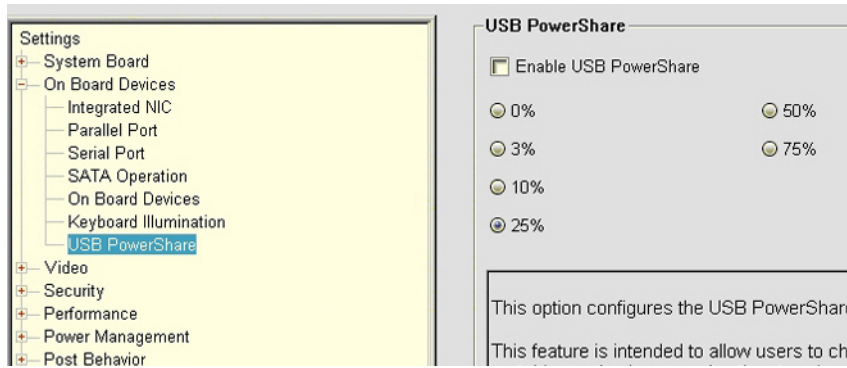 Settings
System Board
On Board Devices
Integrated NIC
Parallel Port
Serial Port
SATA Operation
On Board Devices
Keyboard Illumination
USB PowerShare
Video
Security
Performance
Power Management
Post Behavior
USB PowerShare
Enable USB PowerShare
0%
50%
3%
75%
10%
25%
This option configures the USB PowerShar
This feature is intended to allow users to ch